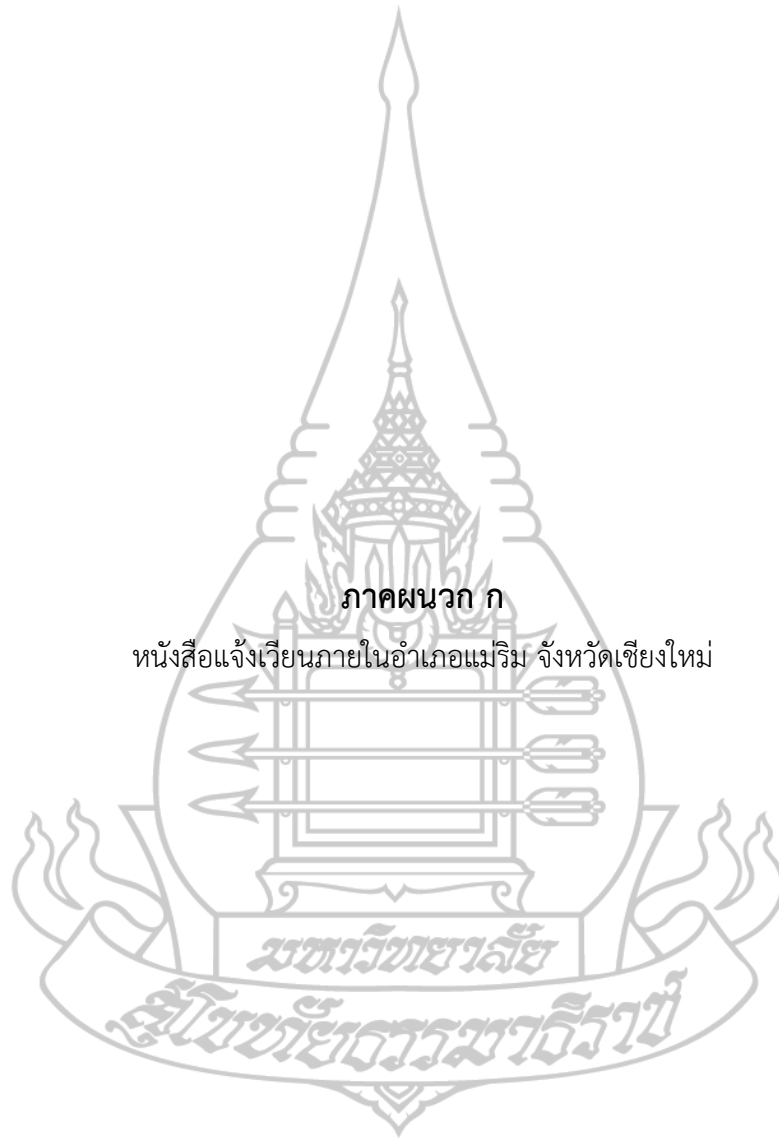 ภาคผนวก ก
หนังสือแจ้งเวียนภายในอำเภอแม่ริม จังหวัดเชียงใหม่
มหาวิทยาลัย
สุโขทัยธรรมาธิราช